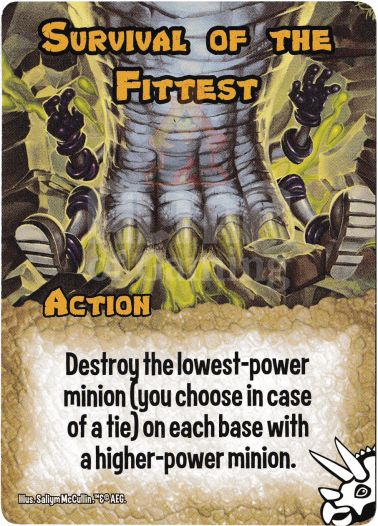 Survival of the
Fittest
Action
Destroy the lowest-power
minion (you choose in case
of a tie) on each base with
a higher-power minion.
Illus. Sallym McCullin. ™&© AEG.